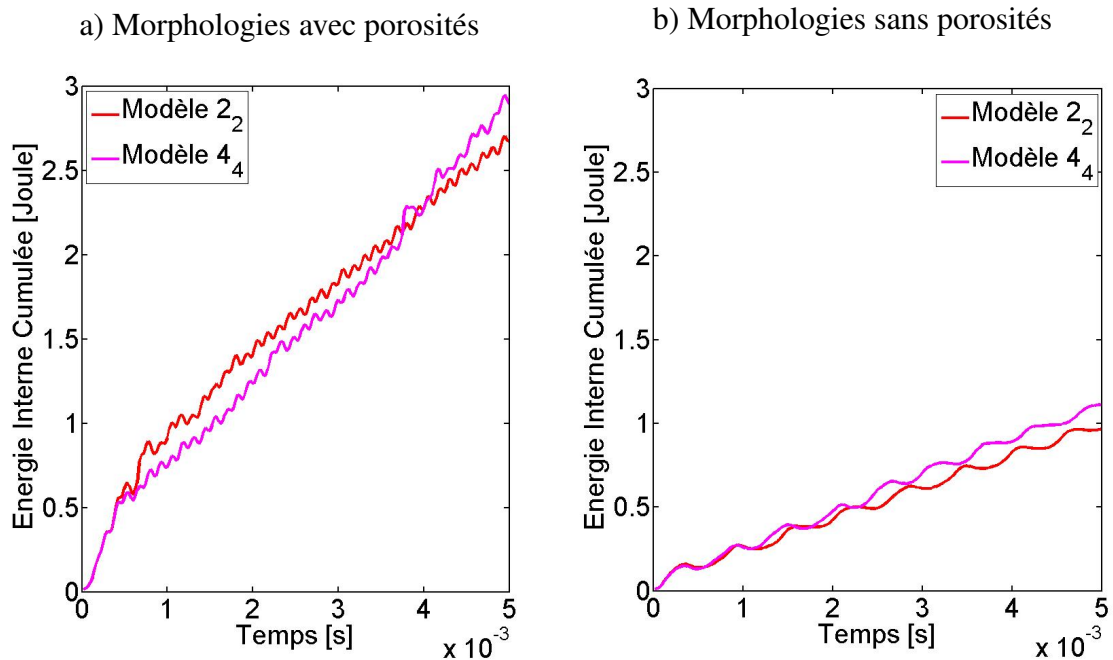 a) Morphologies avec porosités
3
2.5
2
1.5
1
0.5
0
Energie Interne Cumulée [Joule]
Modèle 2₂
Modèle 4₄
0 1 2 3 4 5
Temps [s]
x 10⁻³
b) Morphologies sans porosités
3
2.5
2
1.5
1
0.5
0
Energie Interne Cumulée [Joule]
Modèle 2₂
Modèle 4₄
0 1 2 3 4 5
Temps [s]
x 10⁻³